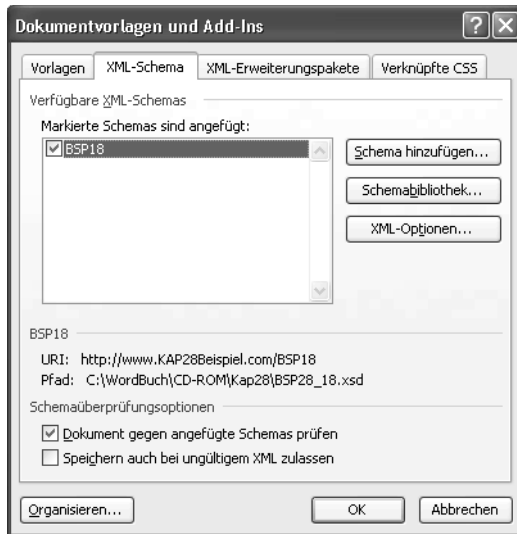 Dokumentvorlagen und Add-Ins
Vorlagen XML-Schema XML-Erweiterungspakete Verknüpfte CSS
Verfügbare XML-Schemas
Markierte Schemas sind angefügt:
BSP18
Schema hinzufügen...
Schemabibliothek...
XML-Optionen...
BSP18
URI: http://www.KAP28Beispiel.com/BSP18
Pfad: C:\WordBuch\CD-ROM\Kap28\BSP28_18.xsd
Schemaüberprüfungsoptionen
Dokument gegen angefügte Schemas prüfen
Speichern auch bei ungültigem XML zulassen
Organisieren... OK Abbrechen